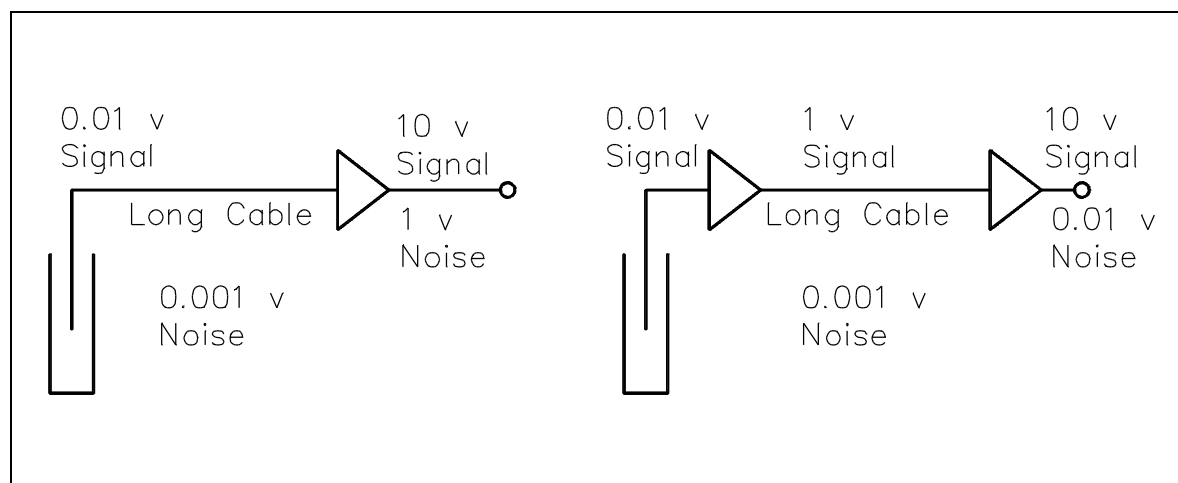 0.01 v
Signal
10 v
Signal
Long Cable
1 v
Noise
0.001 v
Noise
0.01 v
Signal
1 v
Signal
10 v
Signal
Long Cable
0.01 v
Noise
0.001 v
Noise